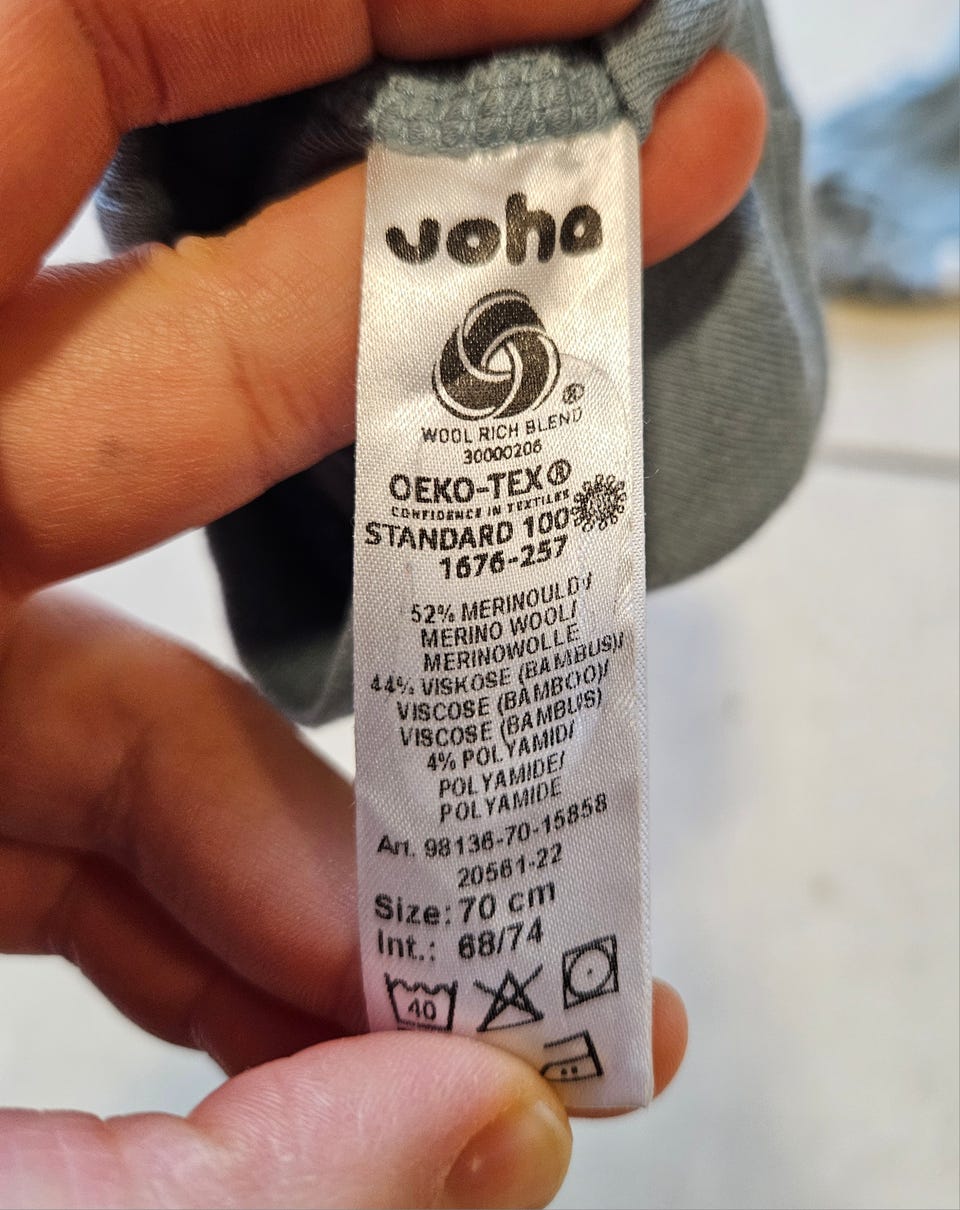 Joha
®
WOOL RICH BLEND
30000206
OEKO-TEX®
CONFIDENCE IN TEXTILES
STANDARD 100
1676-257
52% MERINOULD/
MERINO WOOL/
MERINOWOLLE
44% VISKOSE (BAMBUS)/
VISCOSE (BAMBOO)/
VISCOSE (BAMBUS)
4% POLYAMID/
POLYAMIDE/
POLYAMIDE
Art. 98136-70-15858
20561-22
Size: 70 cm
Int.: 68/74
40